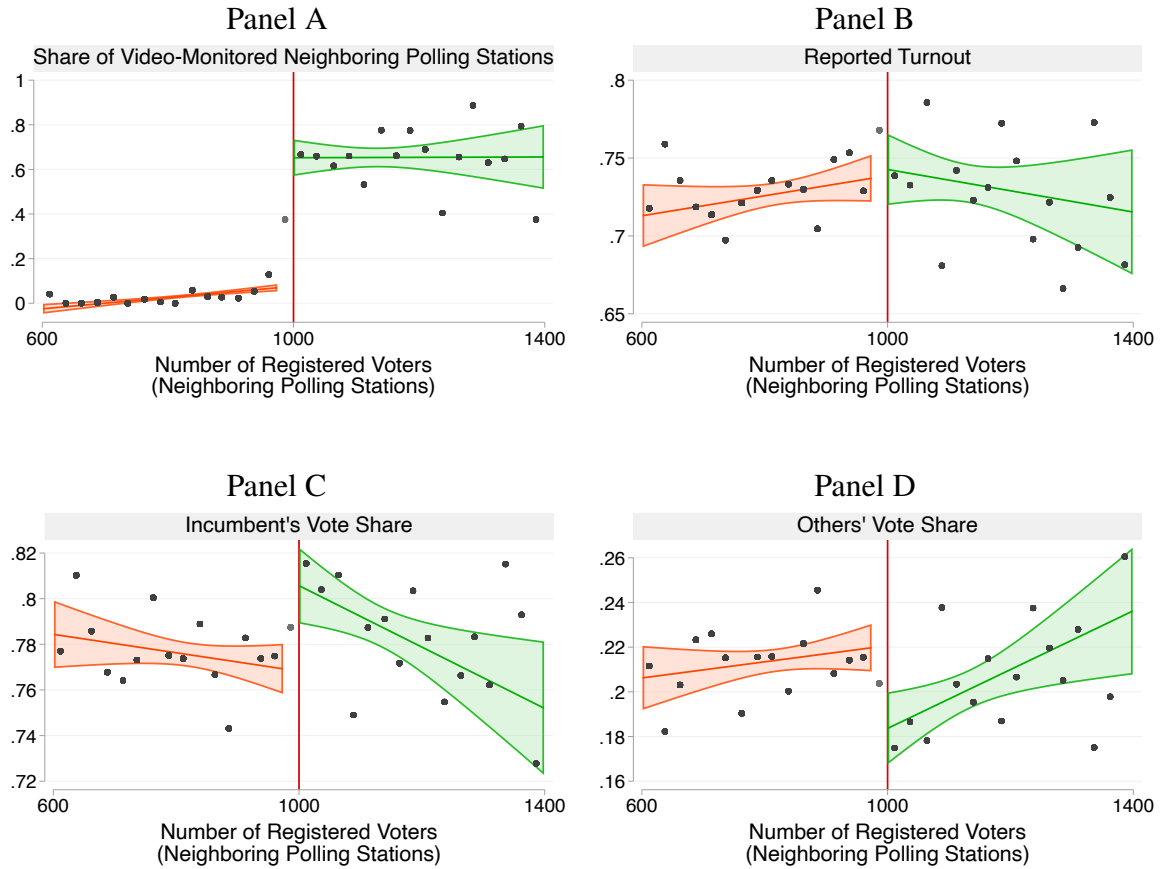 Panel A
Share of Video-Monitored Neighboring Polling Stations
1
.8
.6
.4
.2
0
600 1000 1400
Number of Registered Voters
(Neighboring Polling Stations)
Panel B
Reported Turnout
.8
.75
.7
.65
600 1000 1400
Number of Registered Voters
(Neighboring Polling Stations)
Panel C
Incumbent's Vote Share
.82
.8
.78
.76
.74
.72
600 1000 1400
Number of Registered Voters
(Neighboring Polling Stations)
Panel D
Others' Vote Share
.26
.24
.22
.2
.18
.16
600 1000 1400
Number of Registered Voters
(Neighboring Polling Stations)